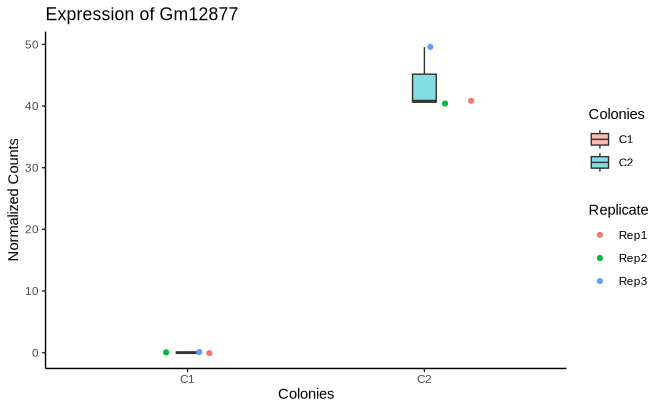 Expression of Gm12877
Normalized Counts
50
40
30
20
10
0
C1
C2
Colonies
Colonies
C1
C2
Replicate
Rep1
Rep2
Rep3